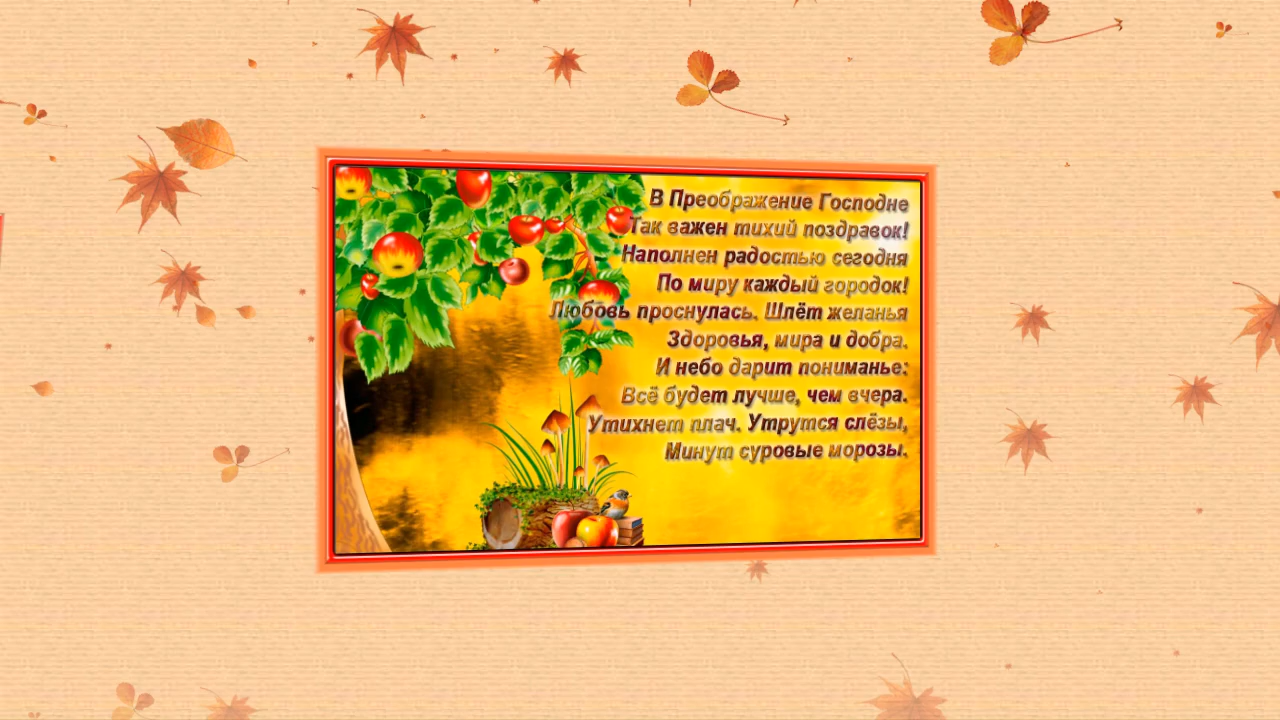 В Преображение Господне
Так важен тихий поздравок!
Наполнен радостью сегодня
По миру каждый городок!
Любовь проснулась. Шлёт желанья
Здоровья, мира и добра.
И небо дарит пониманье:
Всё будет лучше, чем вчера.
Утихнет плач. Утрутся слёзы,
Минут суровые морозы.